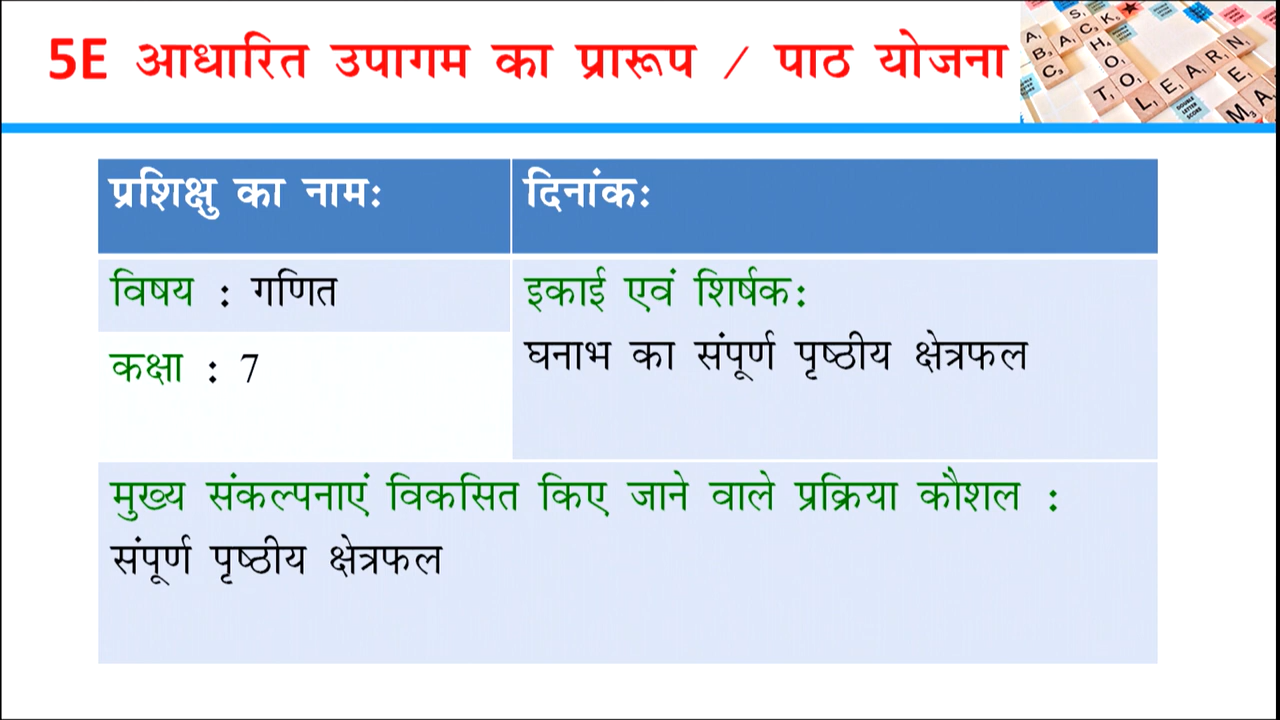 5E आधारित उपागम का प्रारूप / पाठ योजना
प्रशिक्षु का नाम:
दिनांक:
विषय : गणित
कक्षा : 7
इकाई एवं शिर्षक:
घनाभ का संपूर्ण पृष्ठीय क्षेत्रफल
मुख्य संकल्पनाएं विकसित किए जाने वाले प्रक्रिया कौशल :
संपूर्ण पृष्ठीय क्षेत्रफल